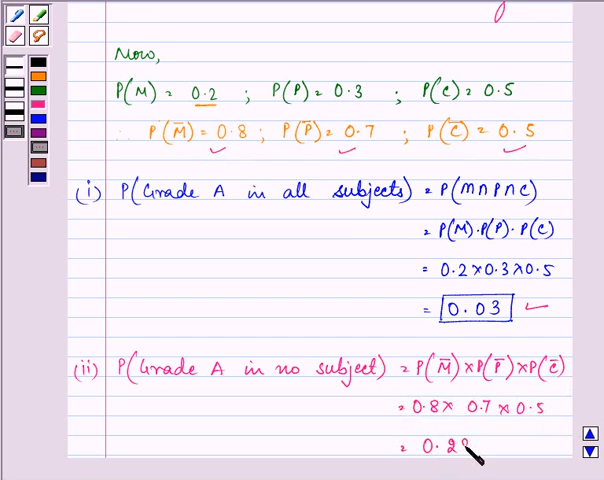 Now,
P(M) = 0.2 ; P(P) = 0.3 ; P(C) = 0.5
∴ P(M̄) = 0.8 ; P(P̄) = 0.7 ; P(C̄) = 0.5
(i) P(Grade A in all subjects) = P(M∩P∩C)
= P(M)·P(P)·P(C)
= 0.2×0.3×0.5
= 0.03
(ii) P(Grade A in no subject) = P(M̄)×P(P̄)×P(C̄)
= 0.8× 0.7×0.5
= 0.28